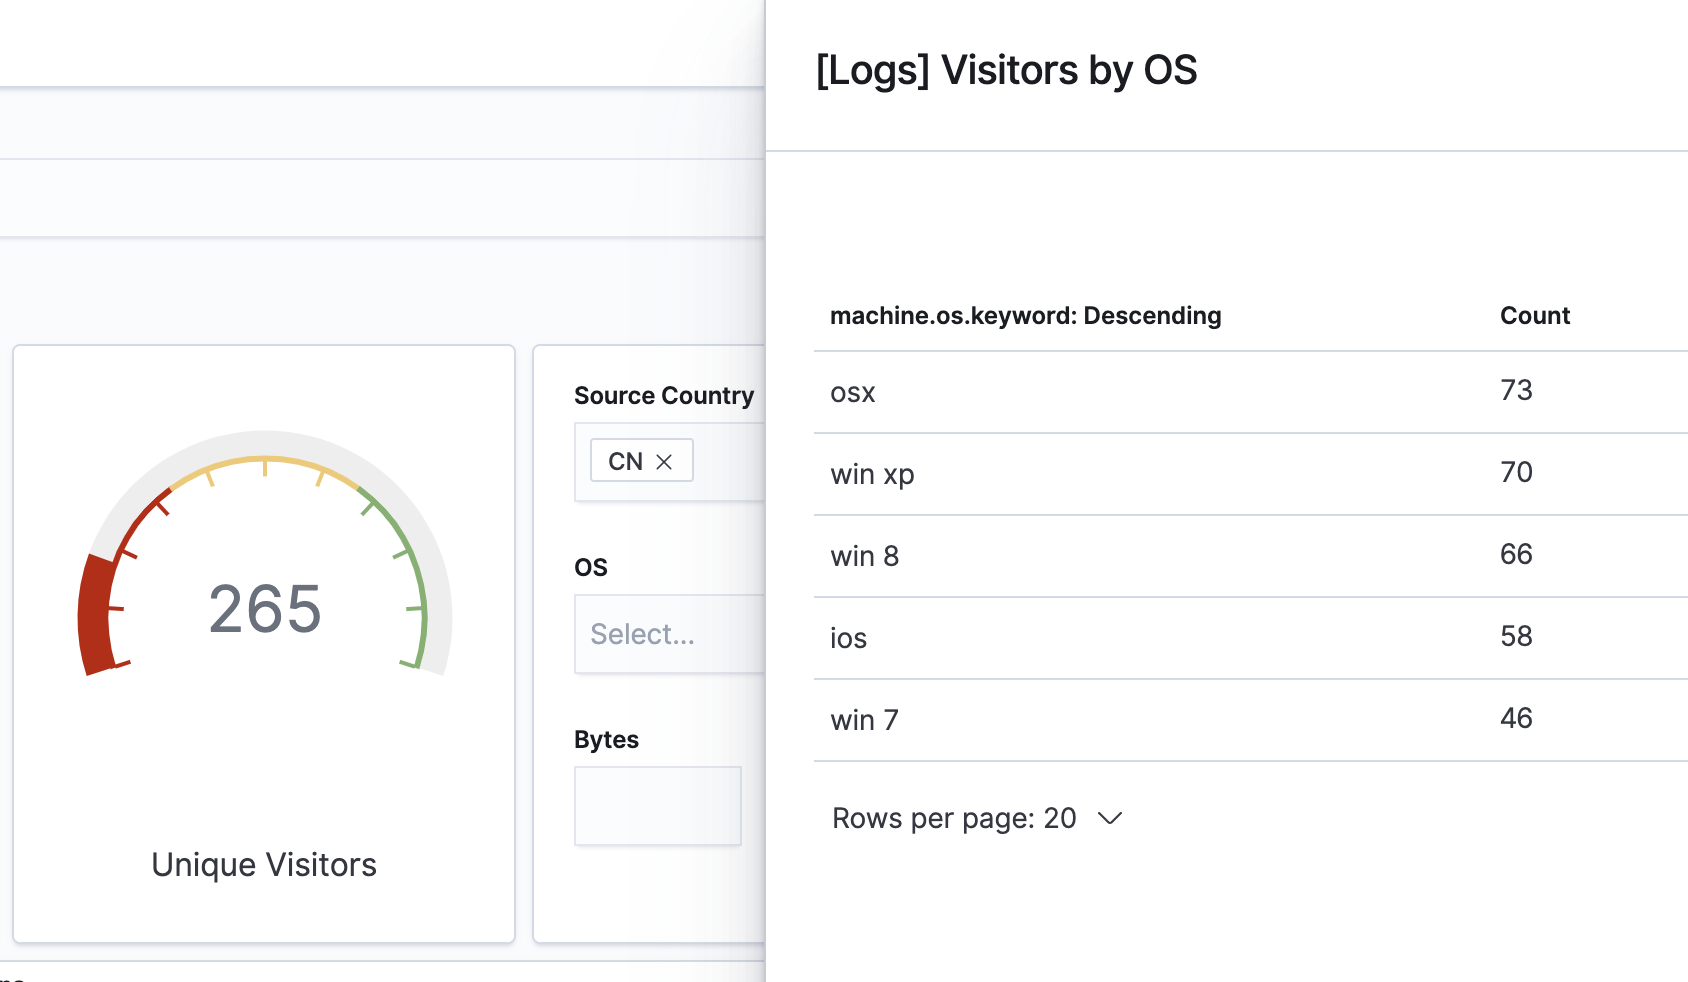 [Logs] Visitors by OS
265
Unique Visitors
Source Country
CN
OS
Select...
Bytes
machine.os.keyword: Descending Count
osx 73
win xp 70
win 8 66
ios 58
win 7 46
Rows per page: 20